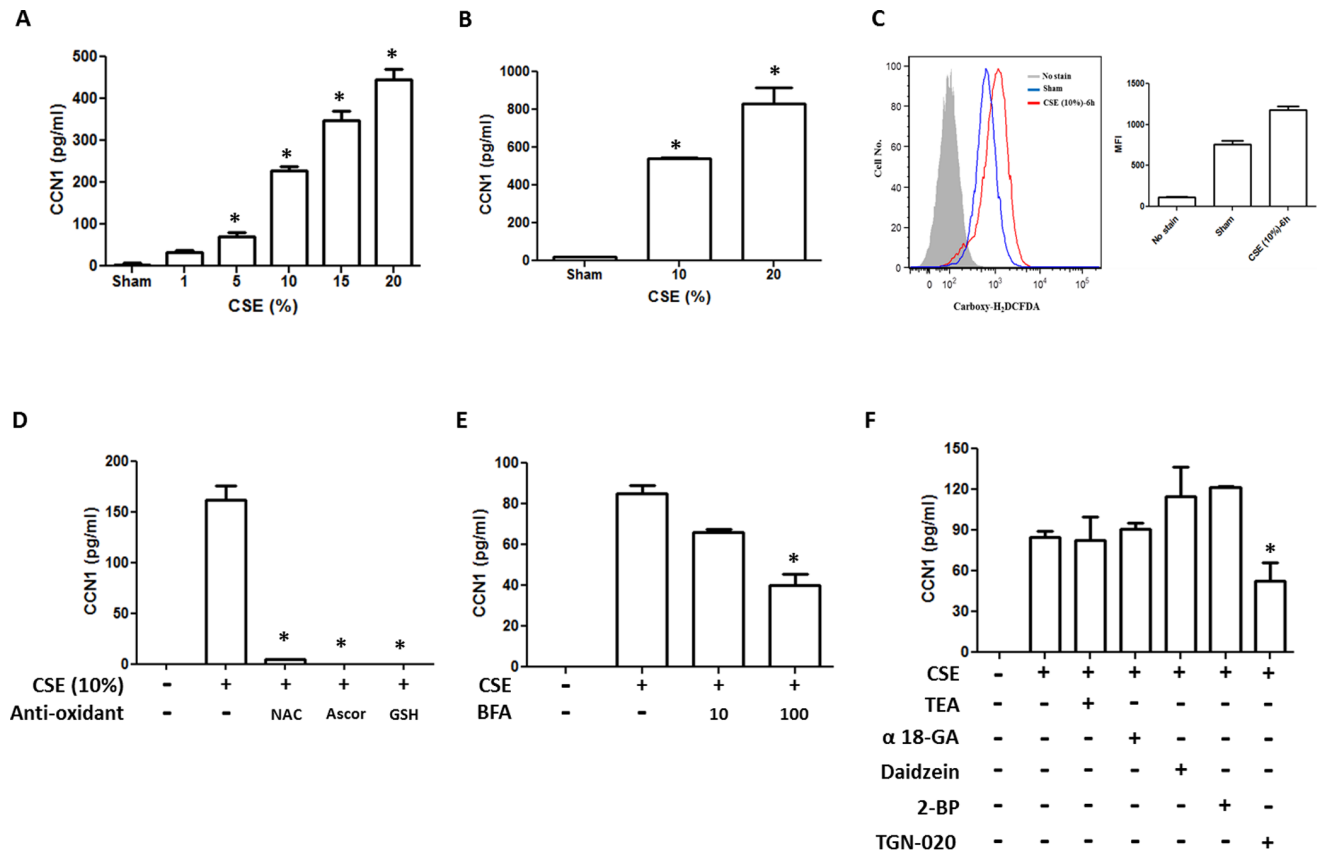 A
CCN1 (pg/ml)
500
400
300
200
100
0
* * * *
Sham 1 5 10 15 20
CSE (%)
B
CCN1 (pg/ml)
1000
800
600
400
200
0
* *
Sham 10 20
CSE (%)
C
Cell No.
100
80
60
40
20
0
No stain
Sham
CSE (10%)-6h
0 10² 10³ 10⁴ 10⁵
Carboxy-H₂DCFDA
MFI
1500
1000
500
0
No stain
Sham
CSE (10%)-6h
D
CCN1 (pg/ml)
200
150
100
50
0
* * *
CSE (10%) - + + + +
Anti-oxidant - - NAC Ascor GSH
E
CCN1 (pg/ml)
100
80
60
40
20
0
*
CSE - + + +
BFA - - 10 100
F
CCN1 (pg/ml)
150
120
90
60
30
0
*
CSE - + + + + + +
TEA - - + - - - -
α 18-GA - - - + - - -
Daidzein - - - - + - -
2-BP - - - - - + -
TGN-020 - - - - - - +